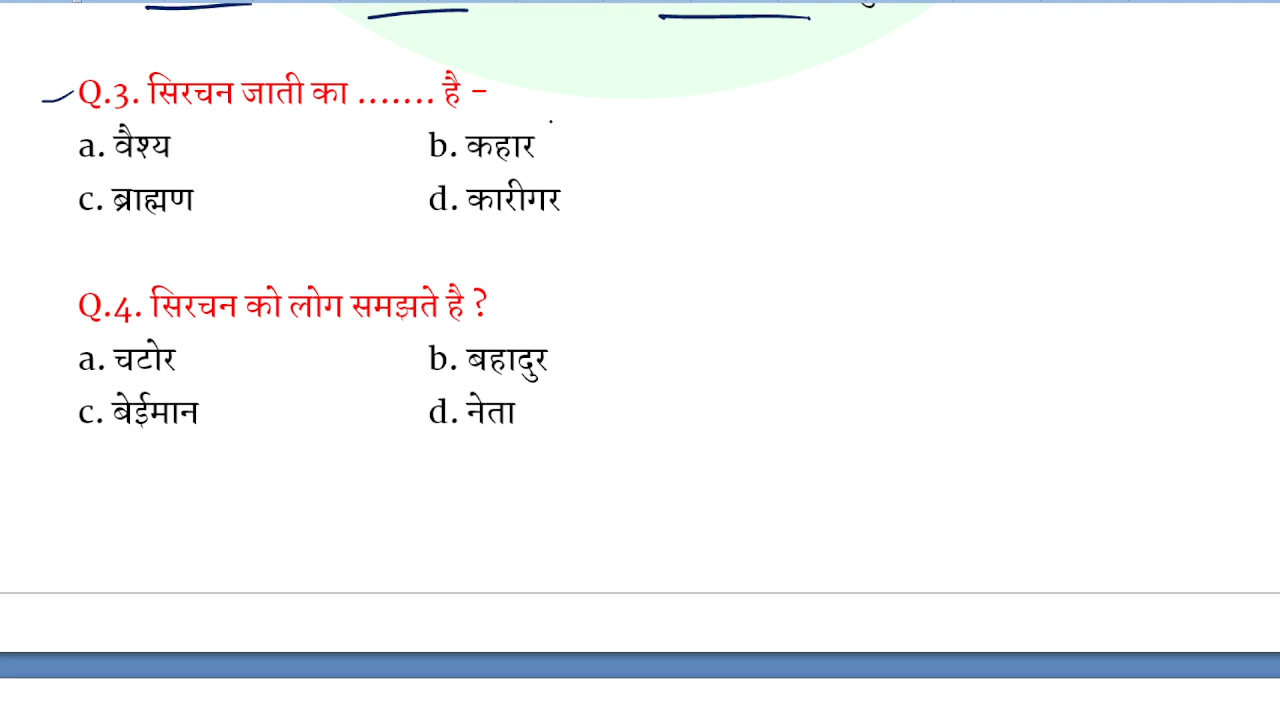 Q.3. सिरचन जाती का ....... है -
a. वैश्य b. कहार
c. ब्राह्मण d. कारीगर
Q.4. सिरचन को लोग समझते है ?
a. चटोर b. बहादुर
c. बेईमान d. नेता